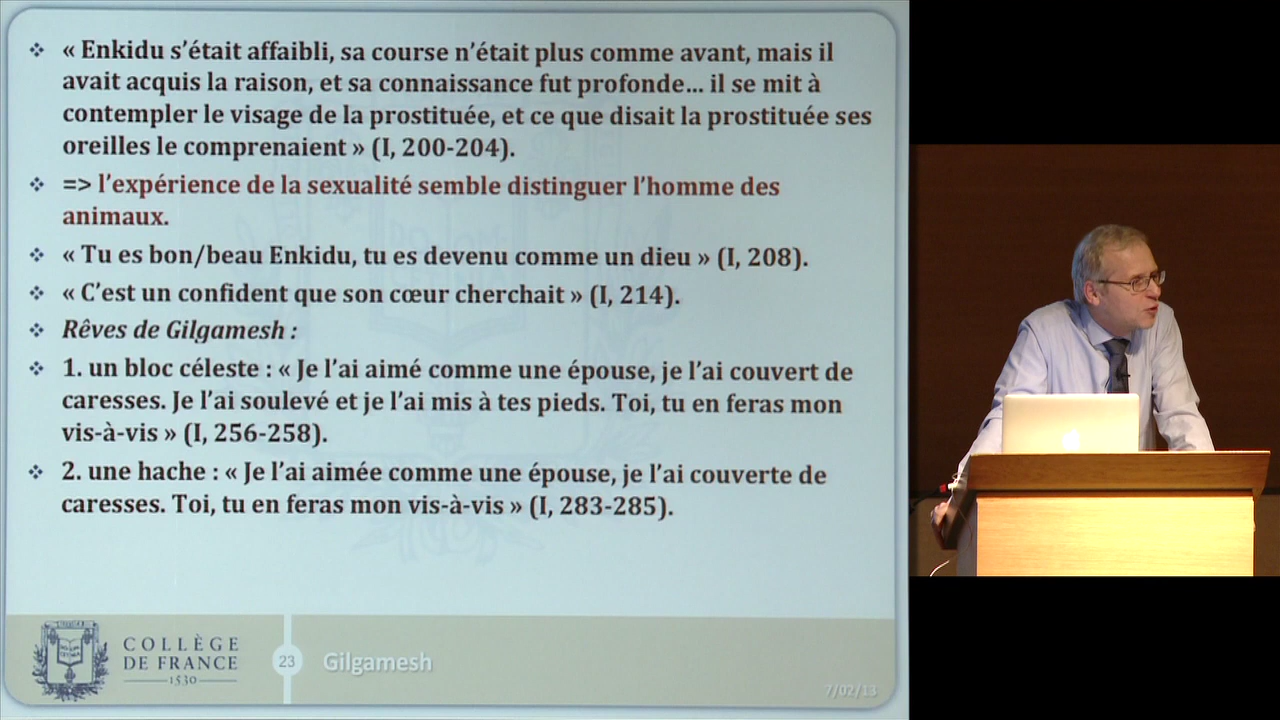 ❖ « Enkidu s’était affaibli, sa course n’était plus comme avant, mais il
avait acquis la raison, et sa connaissance fut profonde… il se mit à
contempler le visage de la prostituée, et ce que disait la prostituée ses
oreilles le comprenaient » (I, 200-204).
❖ => l’expérience de la sexualité semble distinguer l’homme des
animaux.
❖ « Tu es bon/beau Enkidu, tu es devenu comme un dieu » (I, 208).
❖ « C’est un confident que son cœur cherchait » (I, 214).
❖ Rêves de Gilgamesh :
❖ 1. un bloc céleste : « Je l’ai aimé comme une épouse, je l’ai couvert de
caresses. Je l’ai soulevé et je l’ai mis à tes pieds. Toi, tu en feras mon
vis-à-vis » (I, 256-258).
❖ 2. une hache : « Je l’ai aimée comme une épouse, je l’ai couverte de
caresses. Toi, tu en feras mon vis-à-vis » (I, 283-285).
COLLÈGE
DE FRANCE
1530
23
Gilgamesh
7/02/13